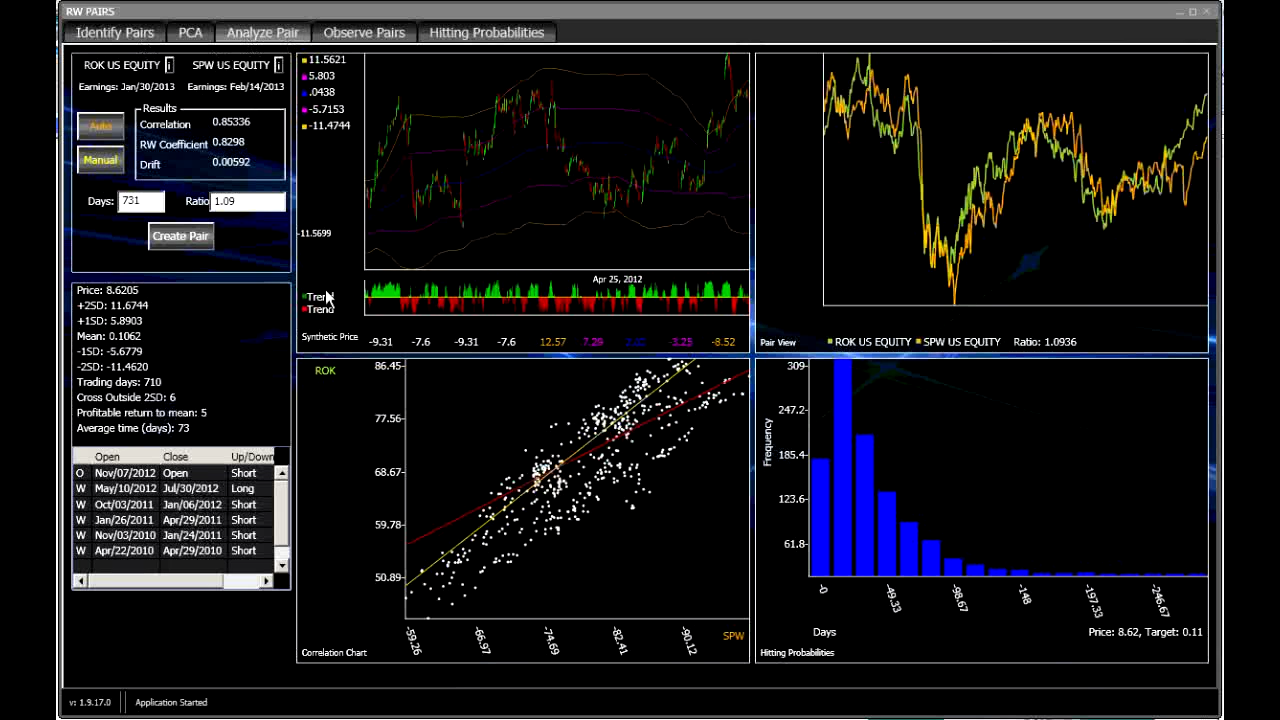 RW PAIRS
Identify Pairs PCA Analyze Pair Observe Pairs Hitting Probabilities
ROK US EQUITY i SPW US EQUITY i
Earnings: Jan/30/2013 Earnings: Feb/14/2013
Auto
Manual
Results
Correlation 0.85336
RW Coefficient 0.8298
Drift 0.00592
Days: 731 Ratio 1.09
Create Pair
Price: 8.6205
+2SD: 11.6744
+1SD: 5.8903
Mean: 0.1062
-1SD: -5.6779
-2SD: -11.4620
Trading days: 710
Cross Outside 2SD: 6
Profitable return to mean: 5
Average time (days): 73
Open Close Up/Down
O Nov/07/2012 Open Short
W May/10/2012 Jul/30/2012 Long
W Oct/03/2011 Jan/06/2012 Short
W Jan/26/2011 Apr/29/2011 Short
W Nov/03/2010 Jan/24/2011 Short
W Apr/22/2010 Apr/29/2010 Short
11.5621
5.803
.0438
-5.7153
-11.4744
-11.5699
Apr 25, 2012
Trend
Trend
Synthetic Price -9.31 -7.6 -9.31 -7.6 12.57 7.29 -3.25 -8.52
Pair View ROK US EQUITY SPW US EQUITY Ratio: 1.0936
ROK
86.45
77.56
68.67
59.78
50.89
-59.26 -66.97 -74.69 -82.41 -90.12
SPW
Correlation Chart
Frequency
309
247.2
185.4
123.6
61.8
-0 -49.33 -98.67 -148 -197.33 -246.67
Days
Price: 8.62, Target: 0.11
Hitting Probabilities
v: 1.9.17.0 Application Started